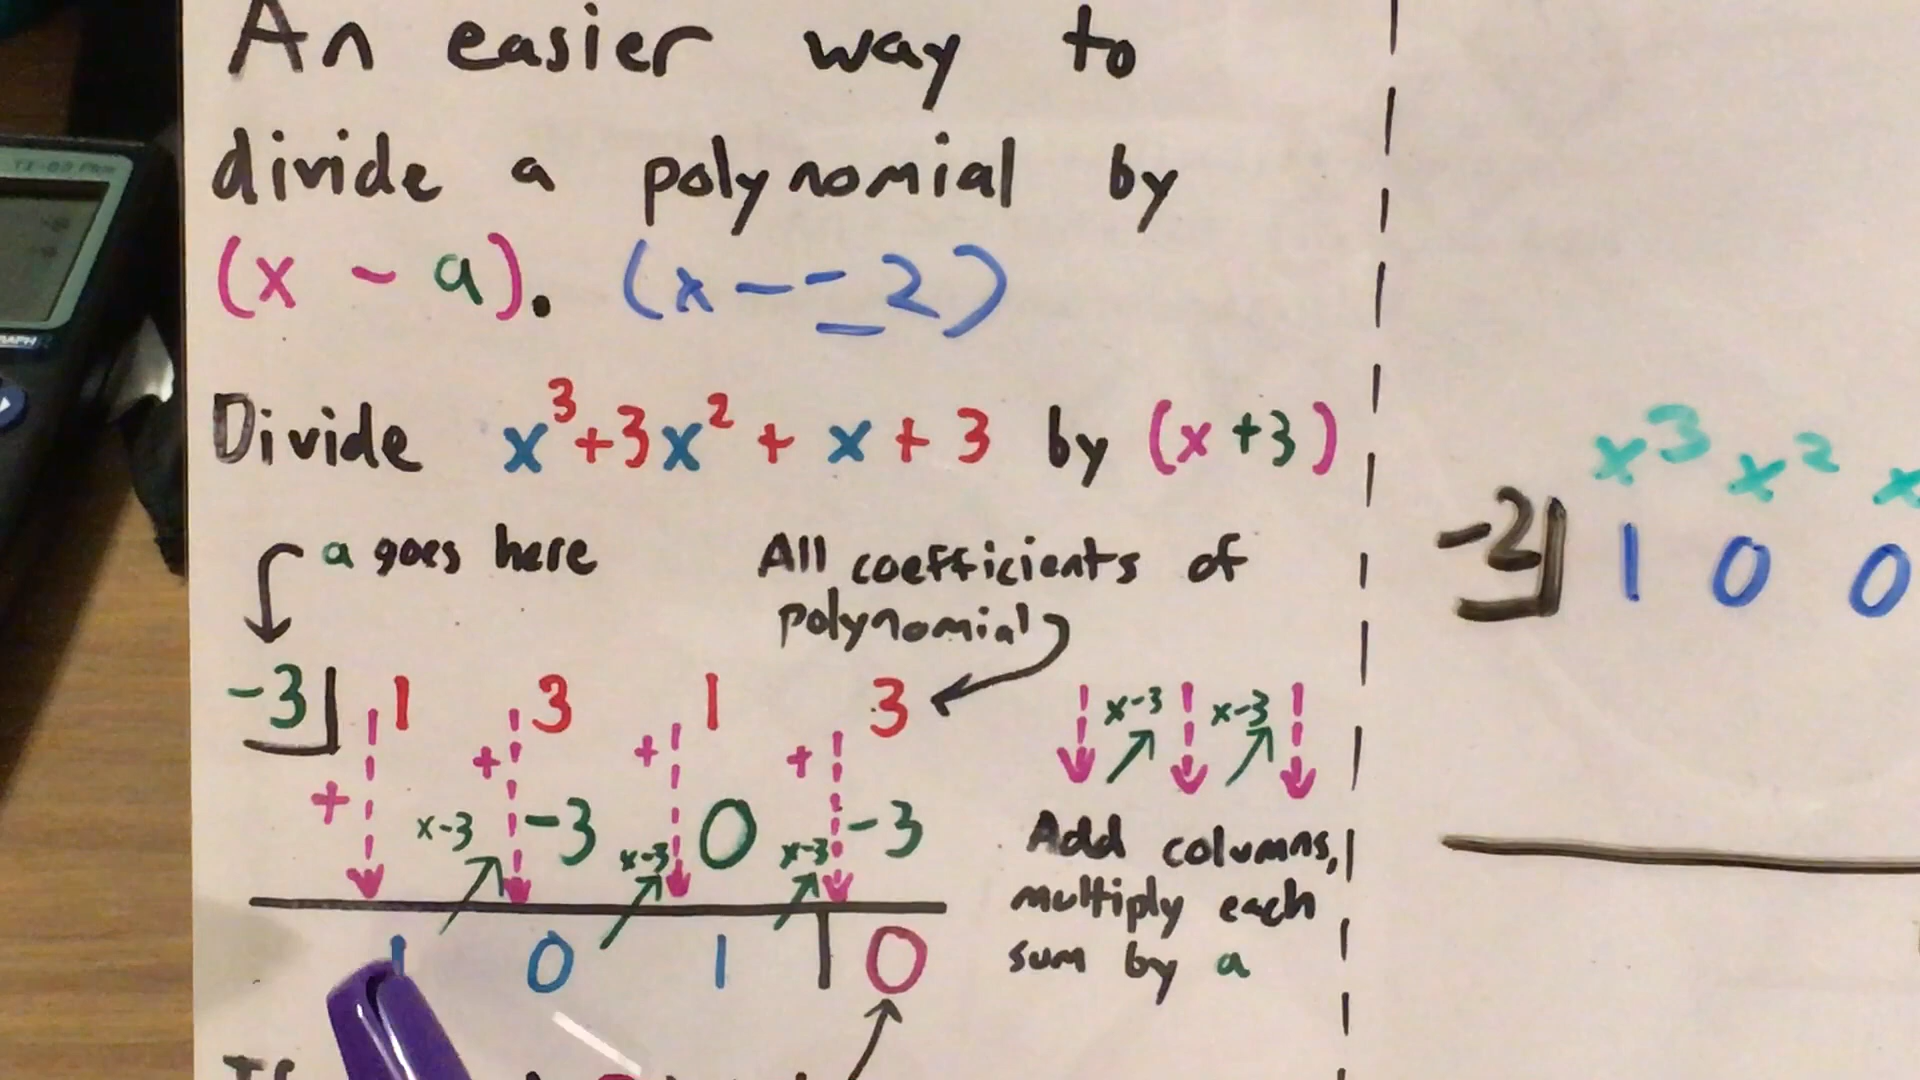 An easier way to
divide a polynomial by
(x - a). (x - -2)
Divide x³+3x² + x + 3 by (x+3)
a goes here
All coefficients of
polynomial
-3 1 3 1 3
+ + + +
x-3 -3 x-3 0 x-3 -3
1 0 1 0
x-3 x-3
Add columns,
multiply each
sum by a
x³ x² x
-2 1 0 0
GRAPH